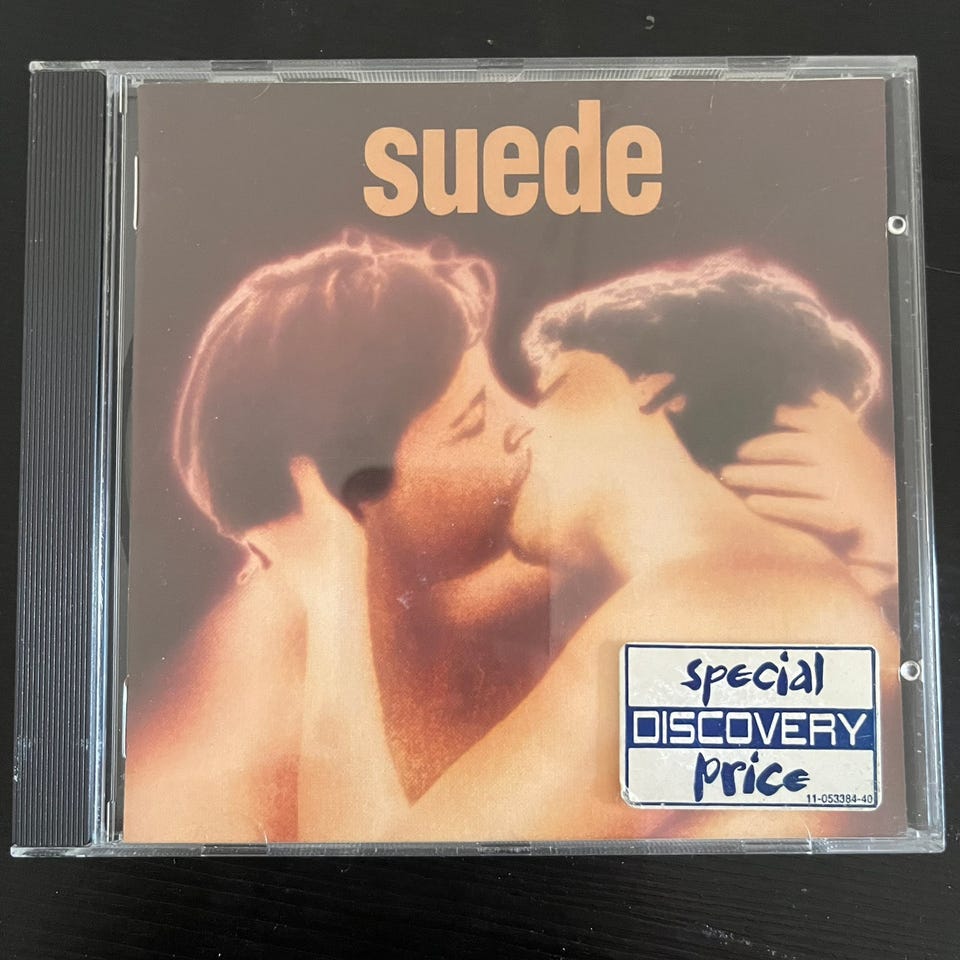 suede
special
DISCOVERY
price
11-053384-40